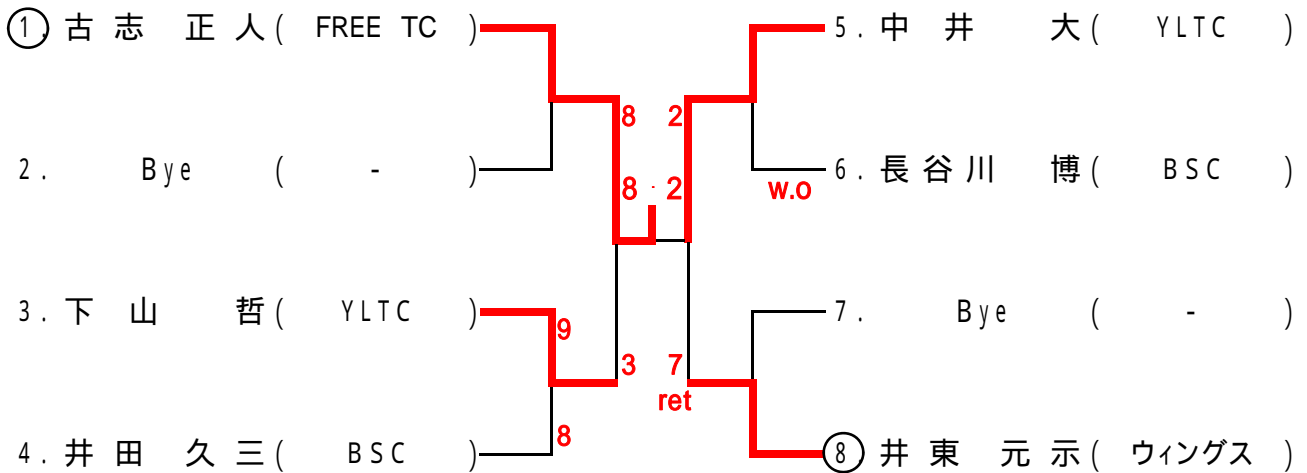 ①. 古志 正人 ( FREE TC ) 5. 中井 大 ( YLTC )
8 2
2. Bye ( - ) 6. 長谷川 博 ( BSC )
8 - 2 w.o
3. 下山 哲 ( YLTC ) 7. Bye ( - )
9
3 7
ret
8
4. 井田 久三 ( BSC ) ⑧ 井東 元示 ( ウィングス )